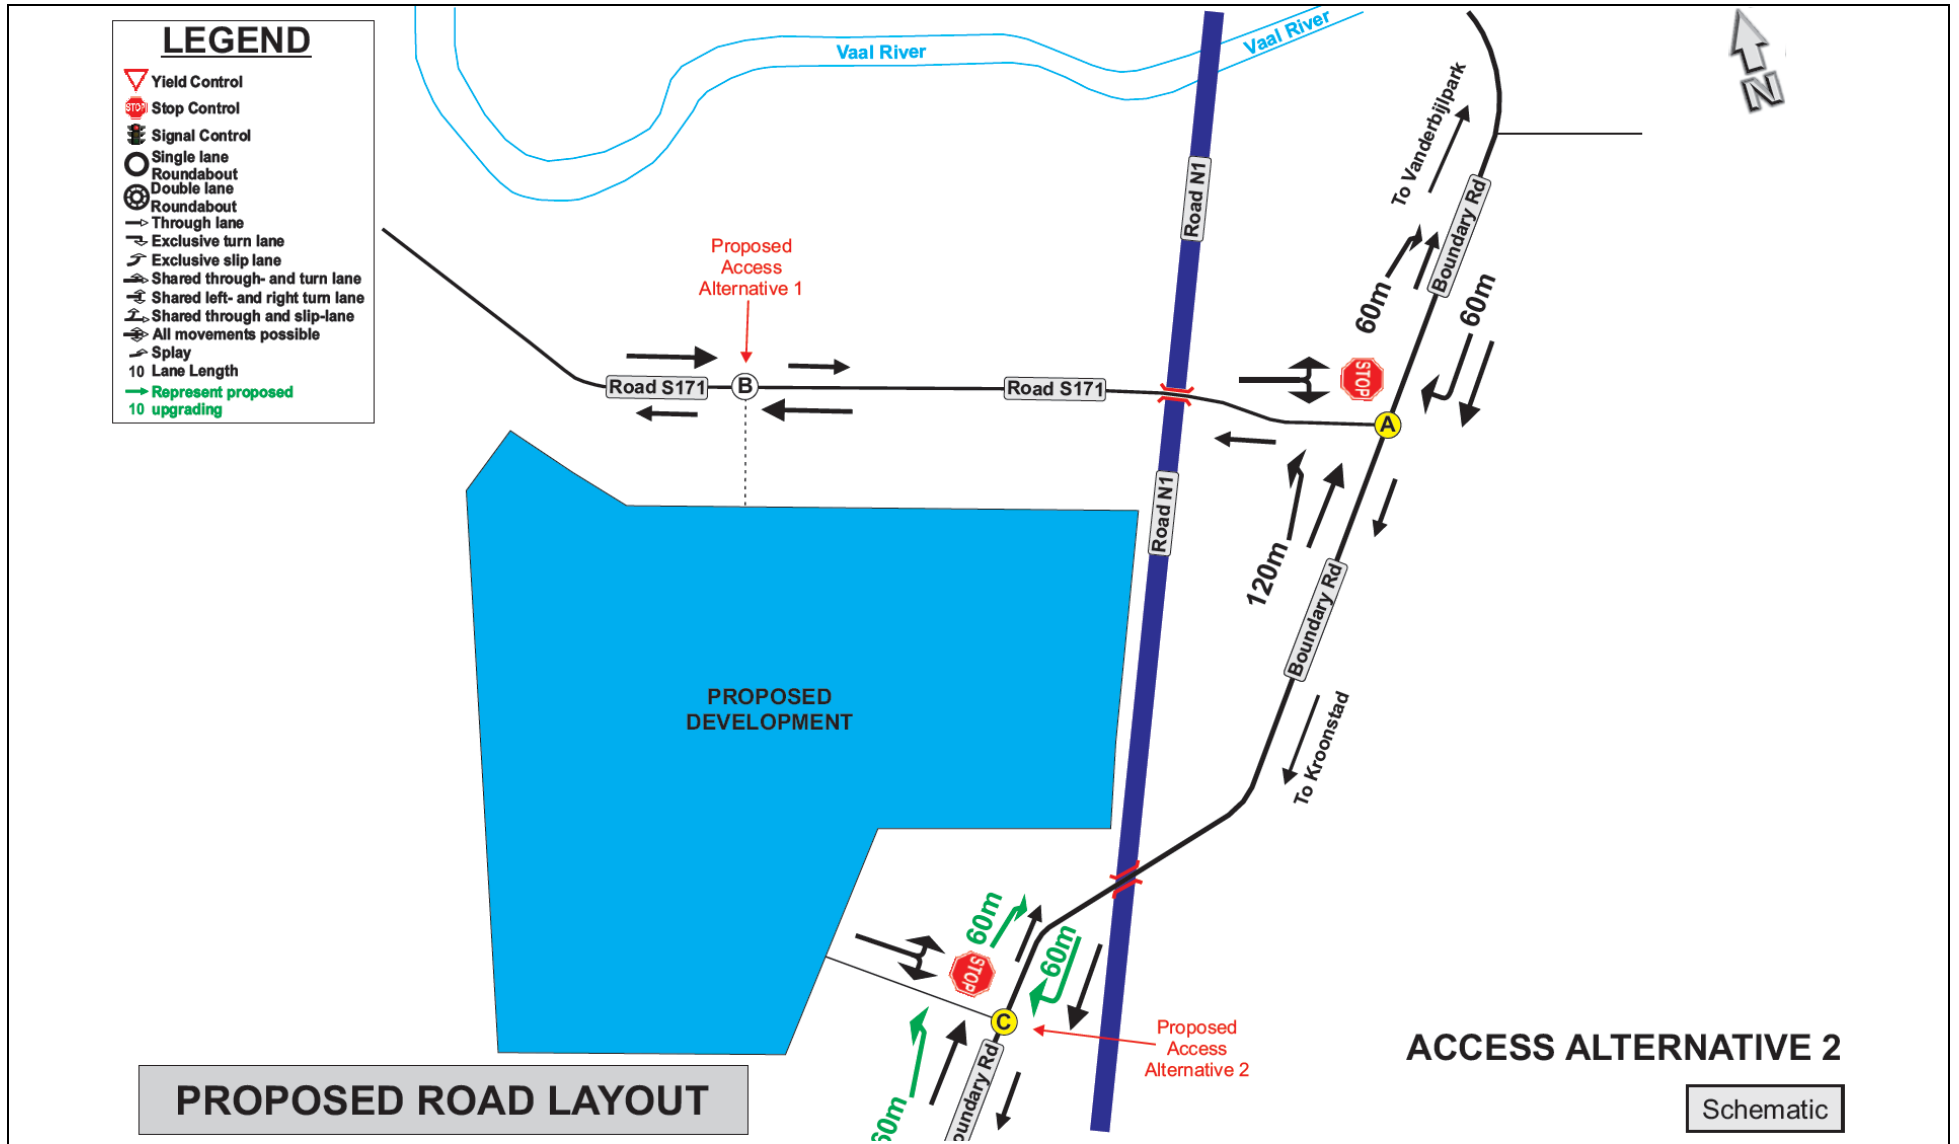 LEGEND
Yield Control
STOP
Stop Control
Signal Control
Single lane
Roundabout
Double lane
Roundabout
Through lane
Exclusive turn lane
Exclusive slip lane
Shared through- and turn lane
Shared left- and right turn lane
Shared through and slip-lane
All movements possible
Splay
10 Lane Length
Represent proposed
10 upgrading
Vaal River
Vaal River
N
To Vanderbijlpark
Road N1
Boundary Rd
Proposed
Access
Alternative 1
60m
60m
STOP
Road S171
B
Road S171
A
Road N1
120m
Boundary Rd
PROPOSED
DEVELOPMENT
To Kroonstad
60m
60m
STOP
C
Proposed
Access
Alternative 2
ACCESS ALTERNATIVE 2
PROPOSED ROAD LAYOUT
60m
oundary Rd
Schematic